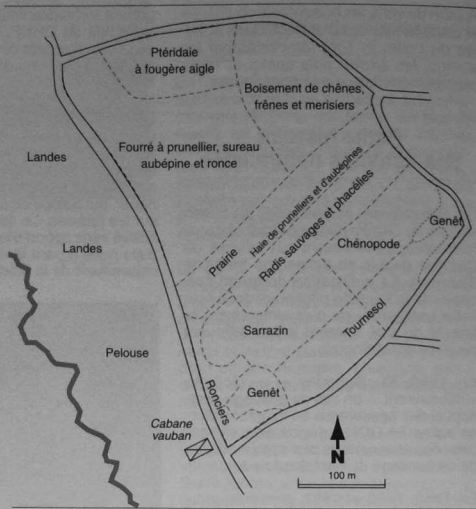 Ptéridaie
à fougère aigle
Boisement de chênes,
frênes et merisiers
Fourré à prunellier, sureau
aubépine et ronce
Landes
Landes
Pelouse
Prairie
Haie de prunelliers et d'aubépines
Radis sauvages et phacélies
Genêt
Chénopode
Tournesol
Sarrazin
Genêt
Ronciers
Cabane
vauban
N
100 m